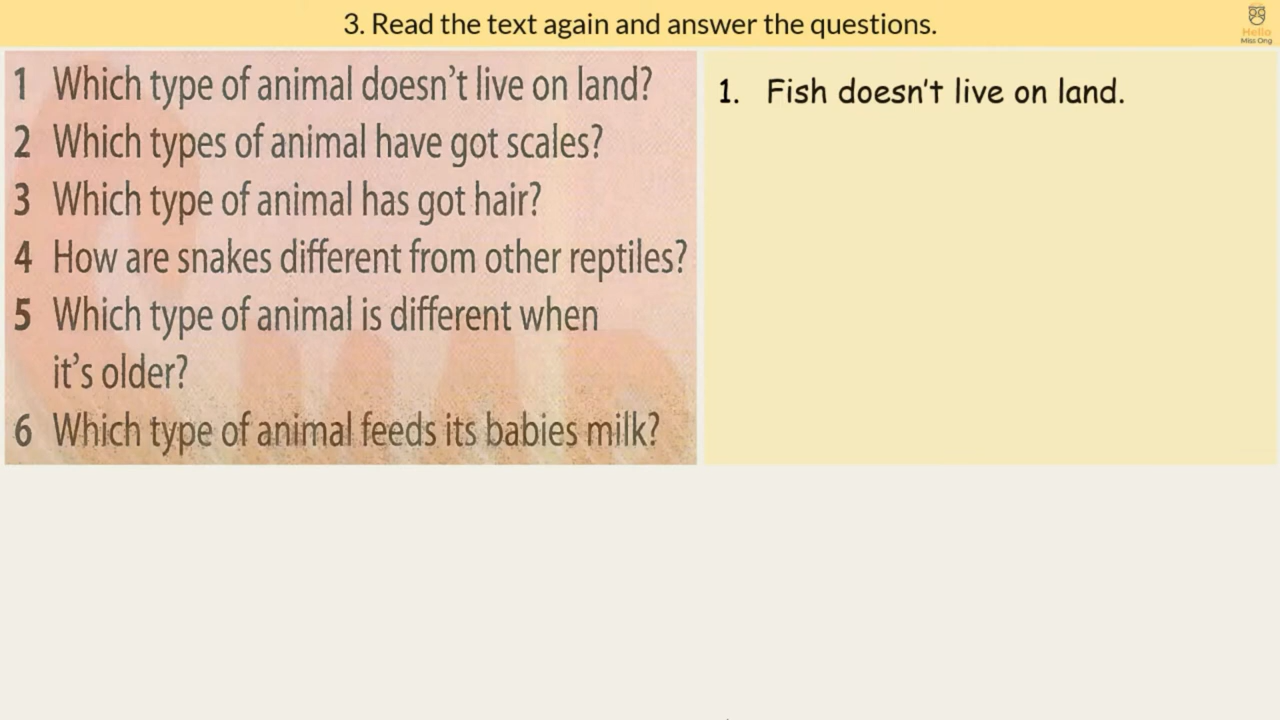 3. Read the text again and answer the questions.
Hello
Miss Ong
1 Which type of animal doesn't live on land?
2 Which types of animal have got scales?
3 Which type of animal has got hair?
4 How are snakes different from other reptiles?
5 Which type of animal is different when
it's older?
6 Which type of animal feeds its babies milk?
1. Fish doesn't live on land.